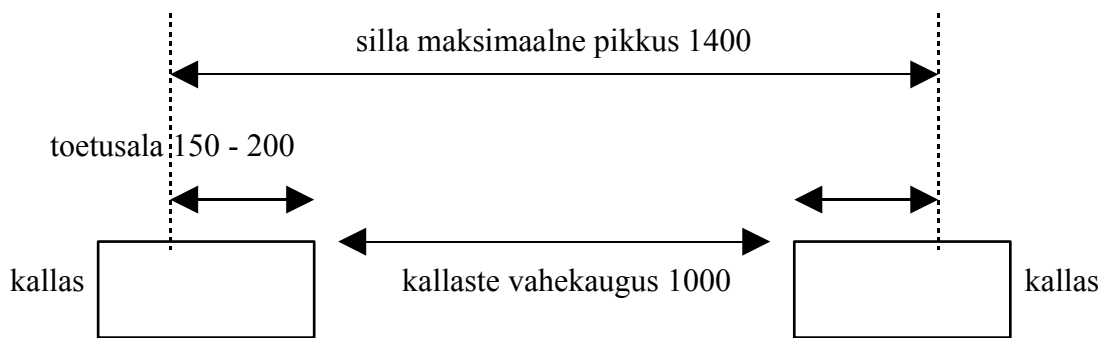 silla maksimaalne pikkus 1400
toetusala 150 - 200
kallas
kallaste vahekaugus 1000
kallas